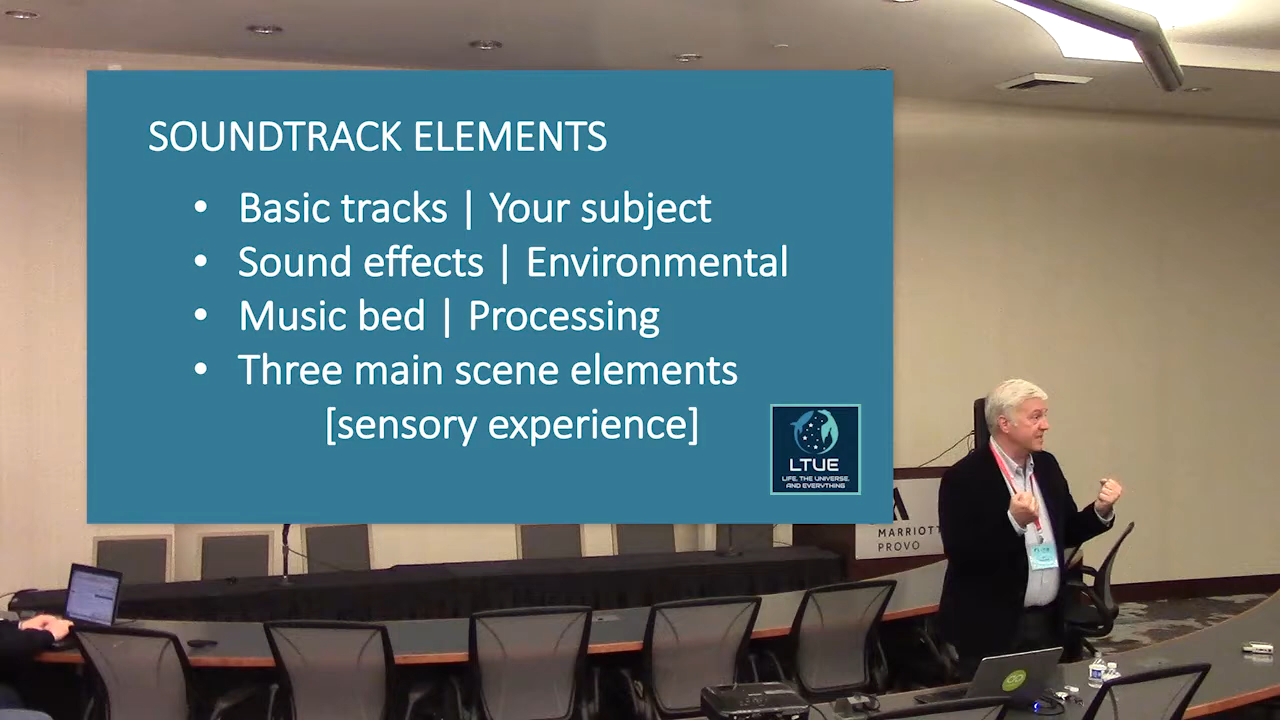 SOUNDTRACK ELEMENTS
• Basic tracks | Your subject
• Sound effects | Environmental
• Music bed | Processing
• Three main scene elements
[sensory experience]
LTUE
LIFE, THE UNIVERSE,
AND EVERYTHING
MARRIOTT
PROVO